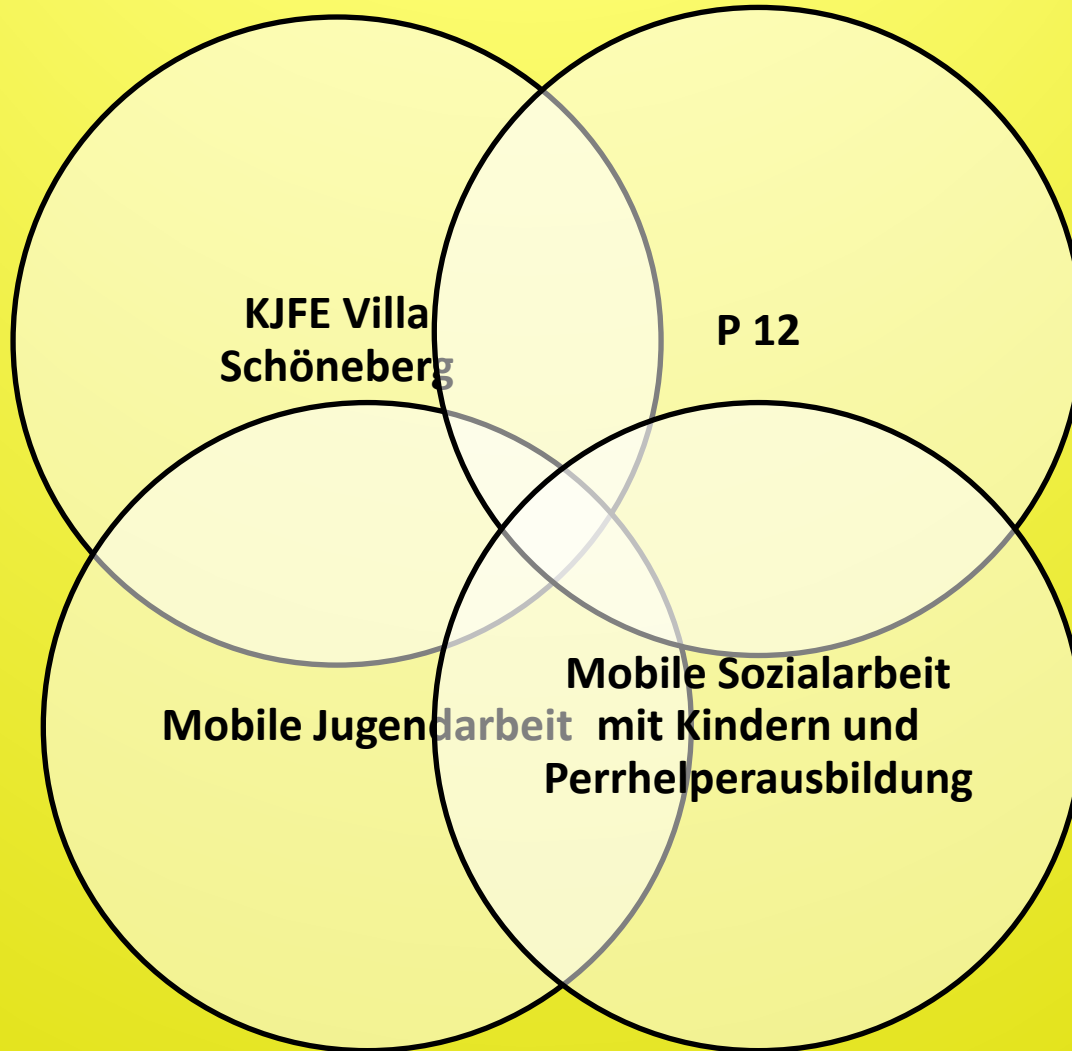 KJFE Villa
Schöneberg
P 12
Mobile Jugendarbeit
Mobile Sozialarbeit
mit Kindern und
Perrhelperausbildung